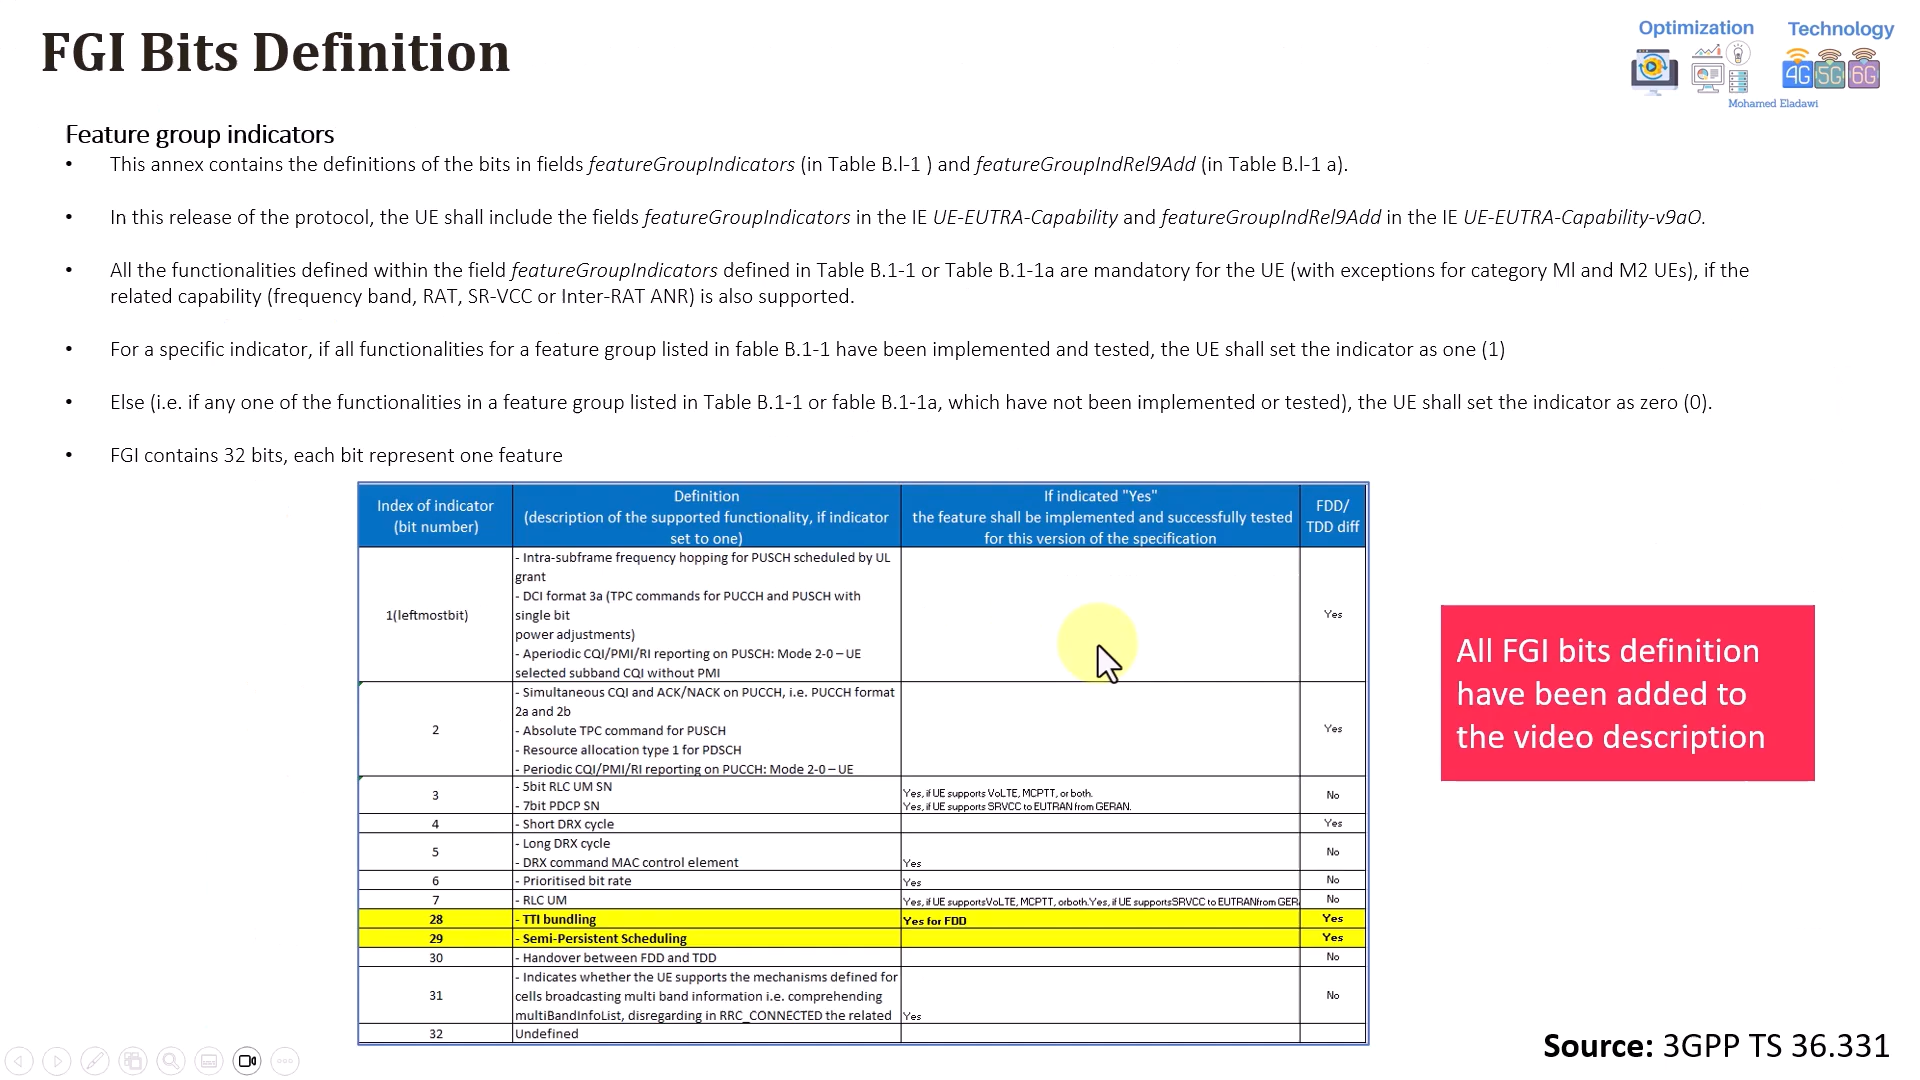 FGI Bits Definition
Optimization
Technology
4G 5G 6G
Mohamed Eladawi
Feature group indicators
• This annex contains the definitions of the bits in fields featureGroupIndicators (in Table B.l-1 ) and featureGroupIndRel9Add (in Table B.l-1 a).
• In this release of the protocol, the UE shall include the fields featureGroupIndicators in the IE UE-EUTRA-Capability and featureGroupIndRel9Add in the IE UE-EUTRA-Capability-v9aO.
• All the functionalities defined within the field featureGroupIndicators defined in Table B.1-1 or Table B.1-1a are mandatory for the UE (with exceptions for category Ml and M2 UEs), if the
related capability (frequency band, RAT, SR-VCC or Inter-RAT ANR) is also supported.
• For a specific indicator, if all functionalities for a feature group listed in fable B.1-1 have been implemented and tested, the UE shall set the indicator as one (1)
• Else (i.e. if any one of the functionalities in a feature group listed in Table B.1-1 or fable B.1-1a, which have not been implemented or tested), the UE shall set the indicator as zero (0).
• FGI contains 32 bits, each bit represent one feature
Index of indicator
(bit number)
Definition
(description of the supported functionality, if indicator
set to one)
If indicated "Yes"
the feature shall be implemented and successfully tested
for this version of the specification
FDD/
TDD diff
1(leftmostbit)
- Intra-subframe frequency hopping for PUSCH scheduled by UL
grant
- DCI format 3a (TPC commands for PUCCH and PUSCH with
single bit
power adjustments)
- Aperiodic CQI/PMI/RI reporting on PUSCH: Mode 2-0 – UE
selected subband CQI without PMI
Yes
2
- Simultaneous CQI and ACK/NACK on PUCCH, i.e. PUCCH format
2a and 2b
- Absolute TPC command for PUSCH
- Resource allocation type 1 for PDSCH
- Periodic CQI/PMI/RI reporting on PUCCH: Mode 2-0 – UE
Yes
3
- 5bit RLC UM SN
- 7bit PDCP SN
Yes, if UE supports VoLTE, MCPTT, or both.
Yes, if UE supports SRVCC to EUTRAN from GERAN.
No
4
- Short DRX cycle
Yes
5
- Long DRX cycle
- DRX command MAC control element
Yes
No
6
- Prioritised bit rate
Yes
No
7
- RLC UM
Yes, if UE supportsVoLTE, MCPTT, orboth.Yes, if UE supportsSRVCC to EUTRANfrom GER
No
28
- TTI bundling
Yes for FDD
Yes
29
- Semi-Persistent Scheduling
Yes
30
- Handover between FDD and TDD
No
31
- Indicates whether the UE supports the mechanisms defined for
cells broadcasting multi band information i.e. comprehending
multiBandInfoList, disregarding in RRC_CONNECTED the related
Yes
No
32
Undefined
All FGI bits definition
have been added to
the video description
Source: 3GPP TS 36.331